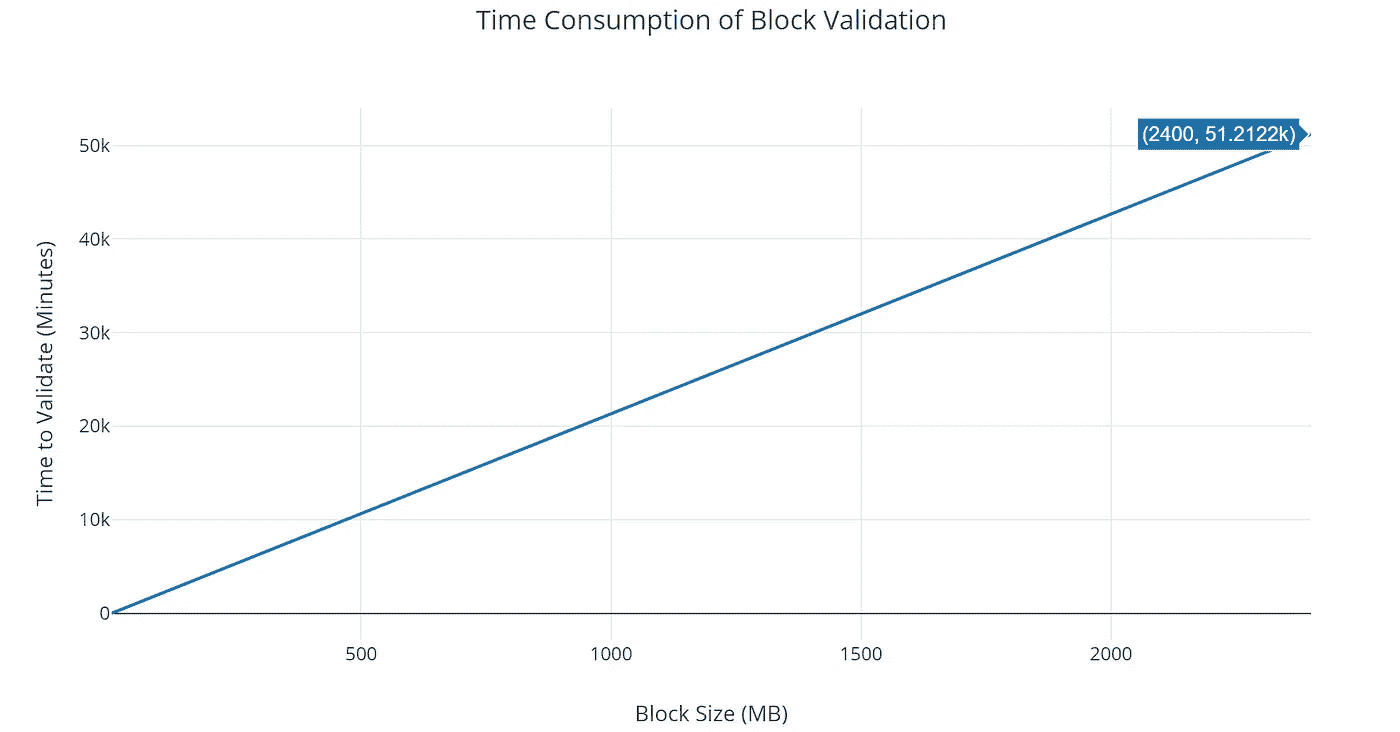 Time Consumption of Block Validation
(2400, 51.2122k)
50k
40k
30k
20k
10k
0
Time to Validate (Minutes)
500 1000 1500 2000
Block Size (MB)